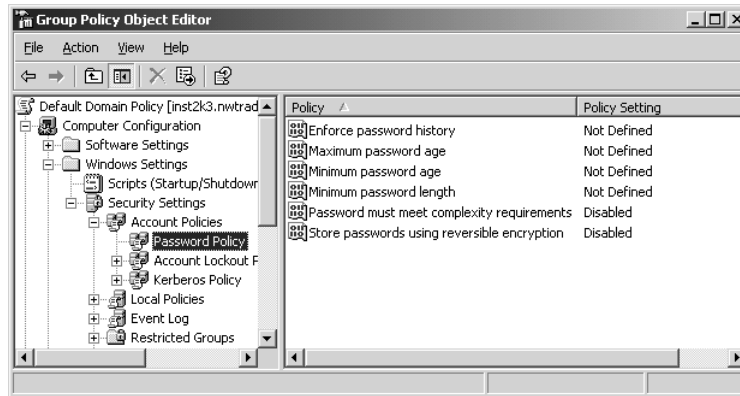 Group Policy Object Editor
File Action View Help
Default Domain Policy [inst2k3.nwtrad
Computer Configuration
Software Settings
Windows Settings
Scripts (Startup/Shutdowr
Security Settings
Account Policies
Password Policy
Account Lockout F
Kerberos Policy
Local Policies
Event Log
Restricted Groups
Policy Policy Setting
Enforce password history Not Defined
Maximum password age Not Defined
Minimum password age Not Defined
Minimum password length Not Defined
Password must meet complexity requirements Disabled
Store passwords using reversible encryption Disabled